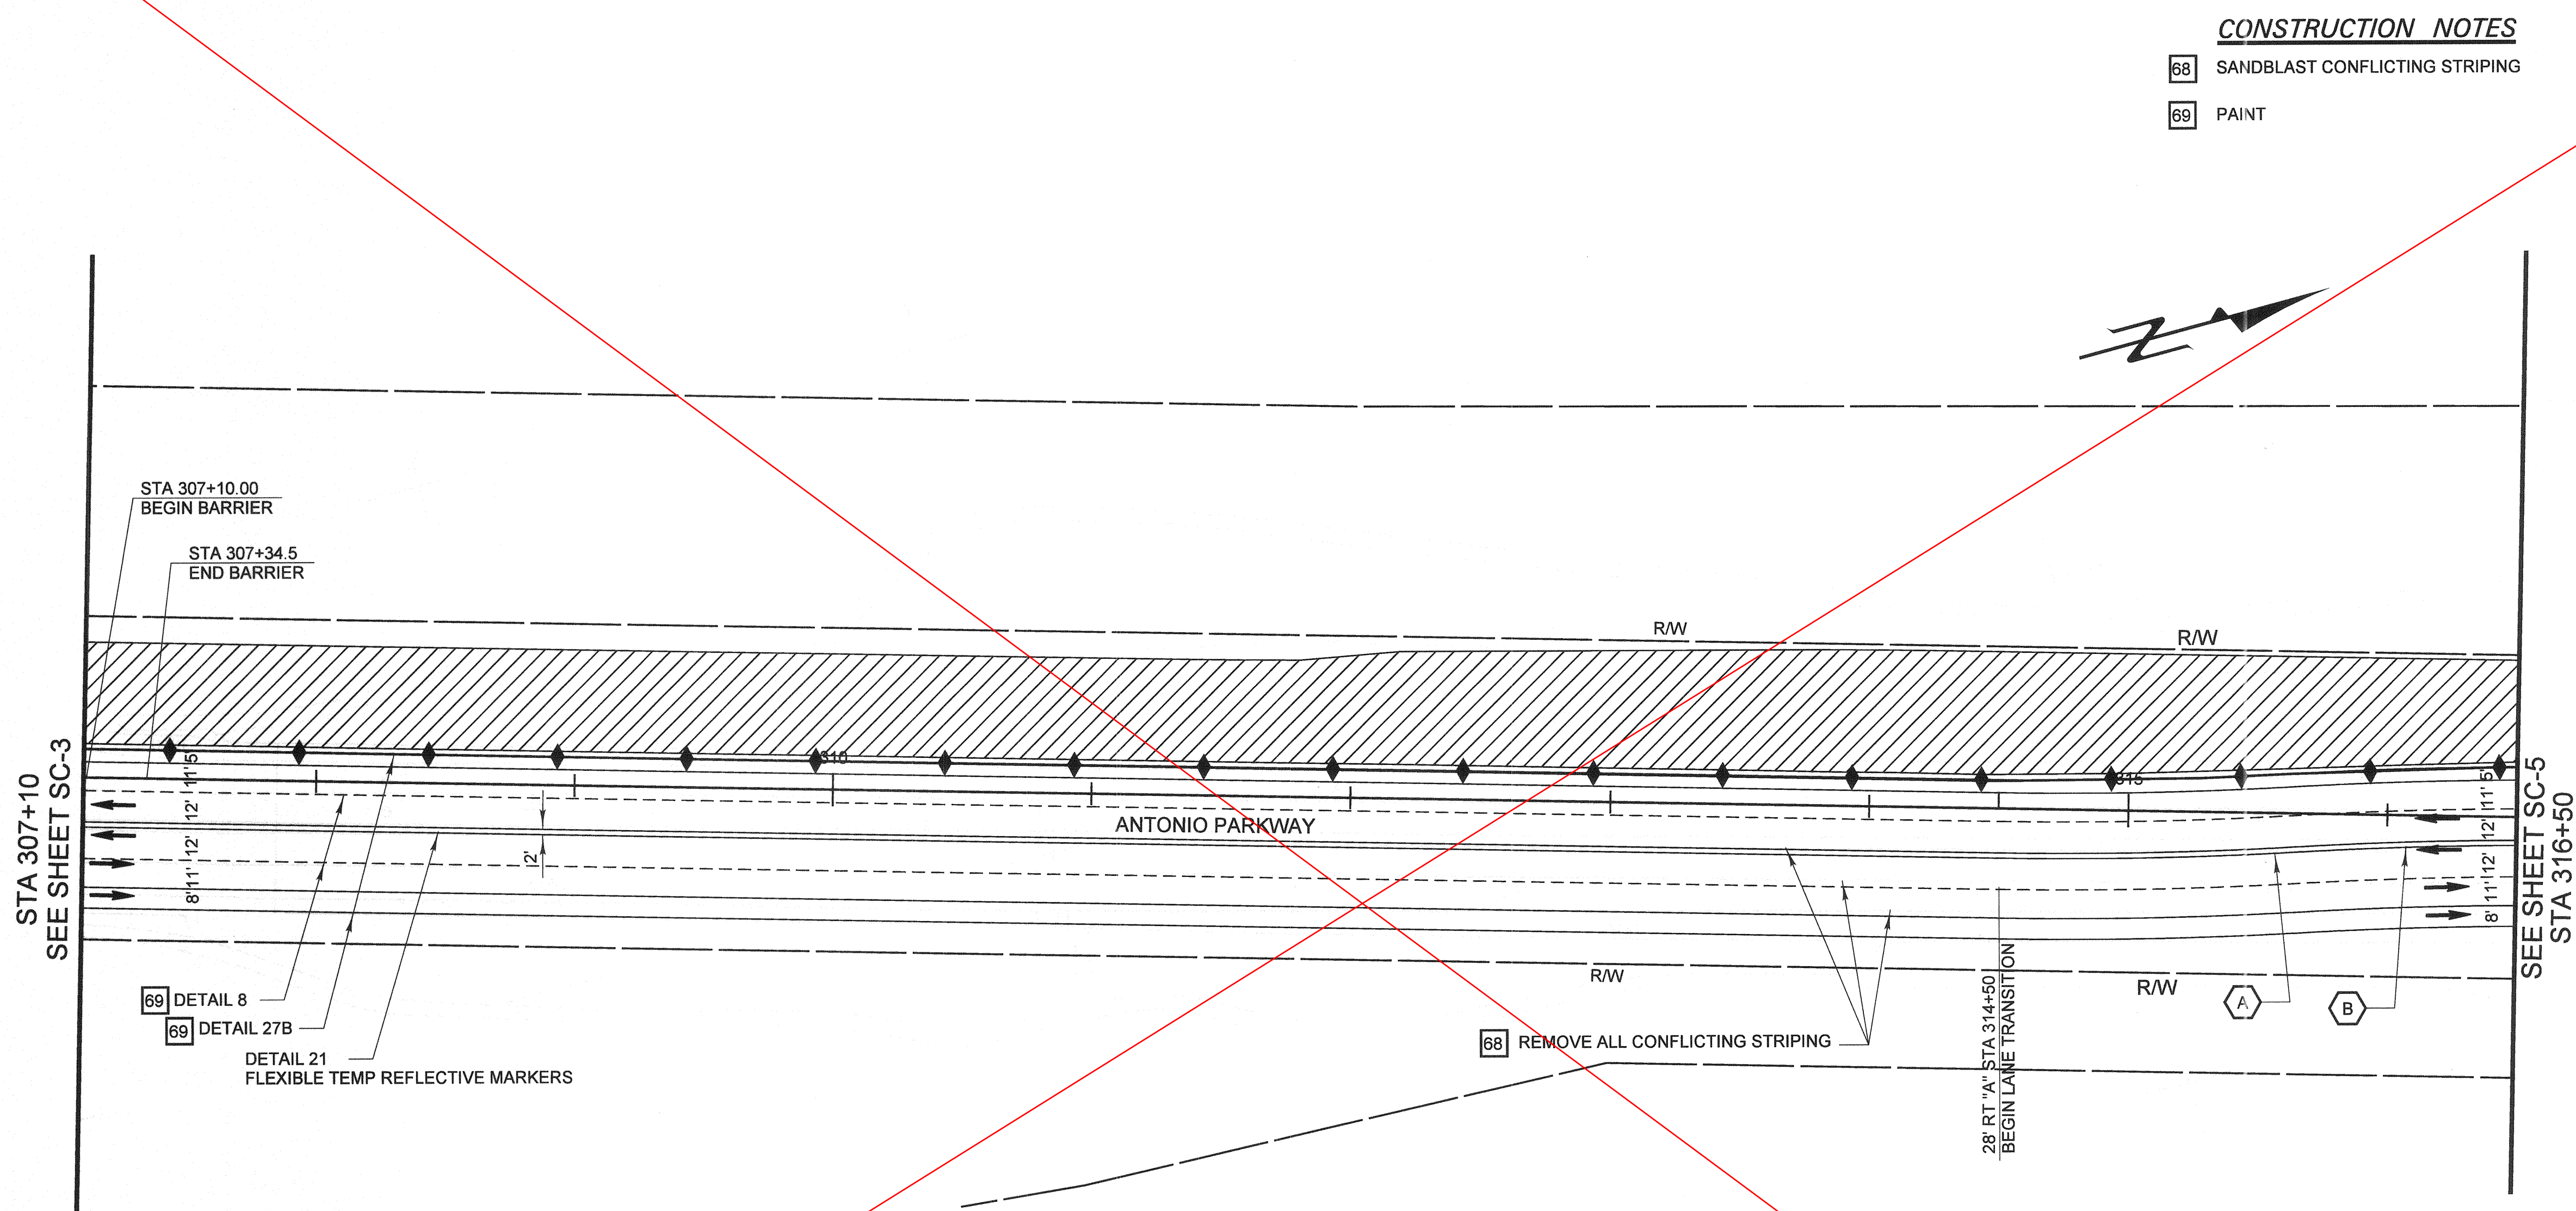 CONSTRUCTION NOTES
68 SANDBLAST CONFLICTING STRIPING
69 PAINT
STA 307+10.00
BEGIN BARRIER
STA 307+34.5
END BARRIER
R/W
R/W
STA 307+10
SEE SHEET SC-3
310
315
5'
11'
12'
12'
11'
8'
2'
ANTONIO PARKWAY
5'
11'
12'
12'
11'
8'
SEE SHEET SC-5
STA 316+50
R/W
R/W
69 DETAIL 8
69 DETAIL 27B
DETAIL 21
FLEXIBLE TEMP REFLECTIVE MARKERS
68 REMOVE ALL CONFLICTING STRIPING
28' RT "A" STA 314+50
BEGIN LANE TRANSITION
A
B